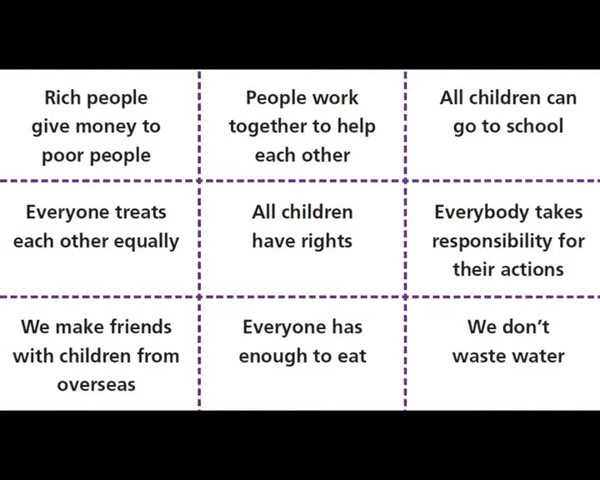 Rich people
give money to
poor people
People work
together to help
each other
All children can
go to school
Everyone treats
each other equally
All children
have rights
Everybody takes
responsibility for
their actions
We make friends
with children from
overseas
Everyone has
enough to eat
We don’t
waste water